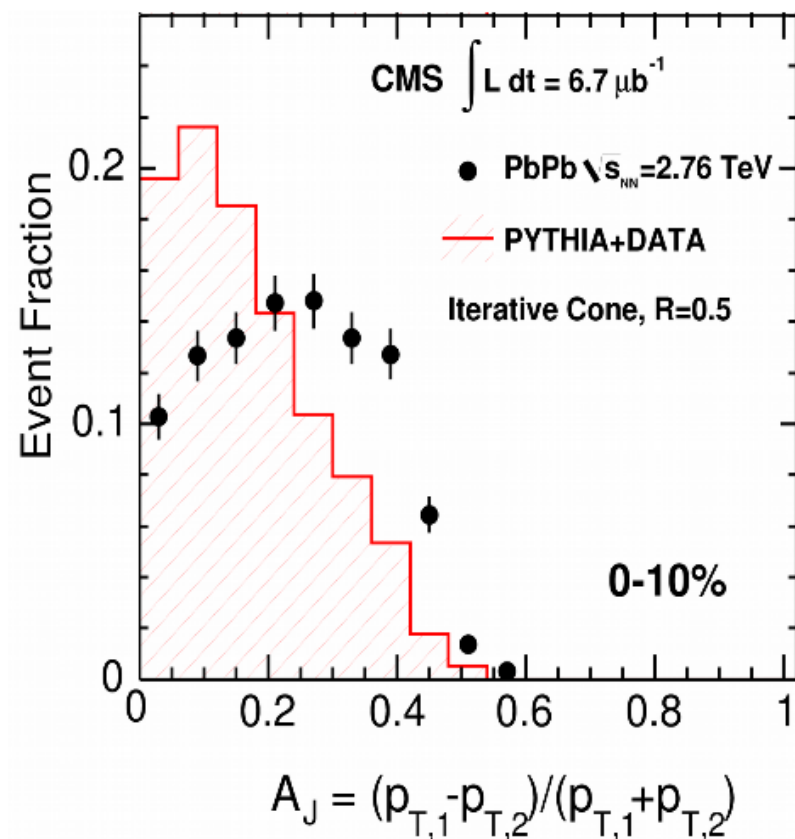 CMS ∫ L dt = 6.7 μb⁻¹
PbPb √s_NN=2.76 TeV
PYTHIA+DATA
Iterative Cone, R=0.5
0-10%
Event Fraction
0.2
0.1
0
0 0.2 0.4 0.6 0.8 1
A_J = (p_T,1-p_T,2)/(p_T,1+p_T,2)